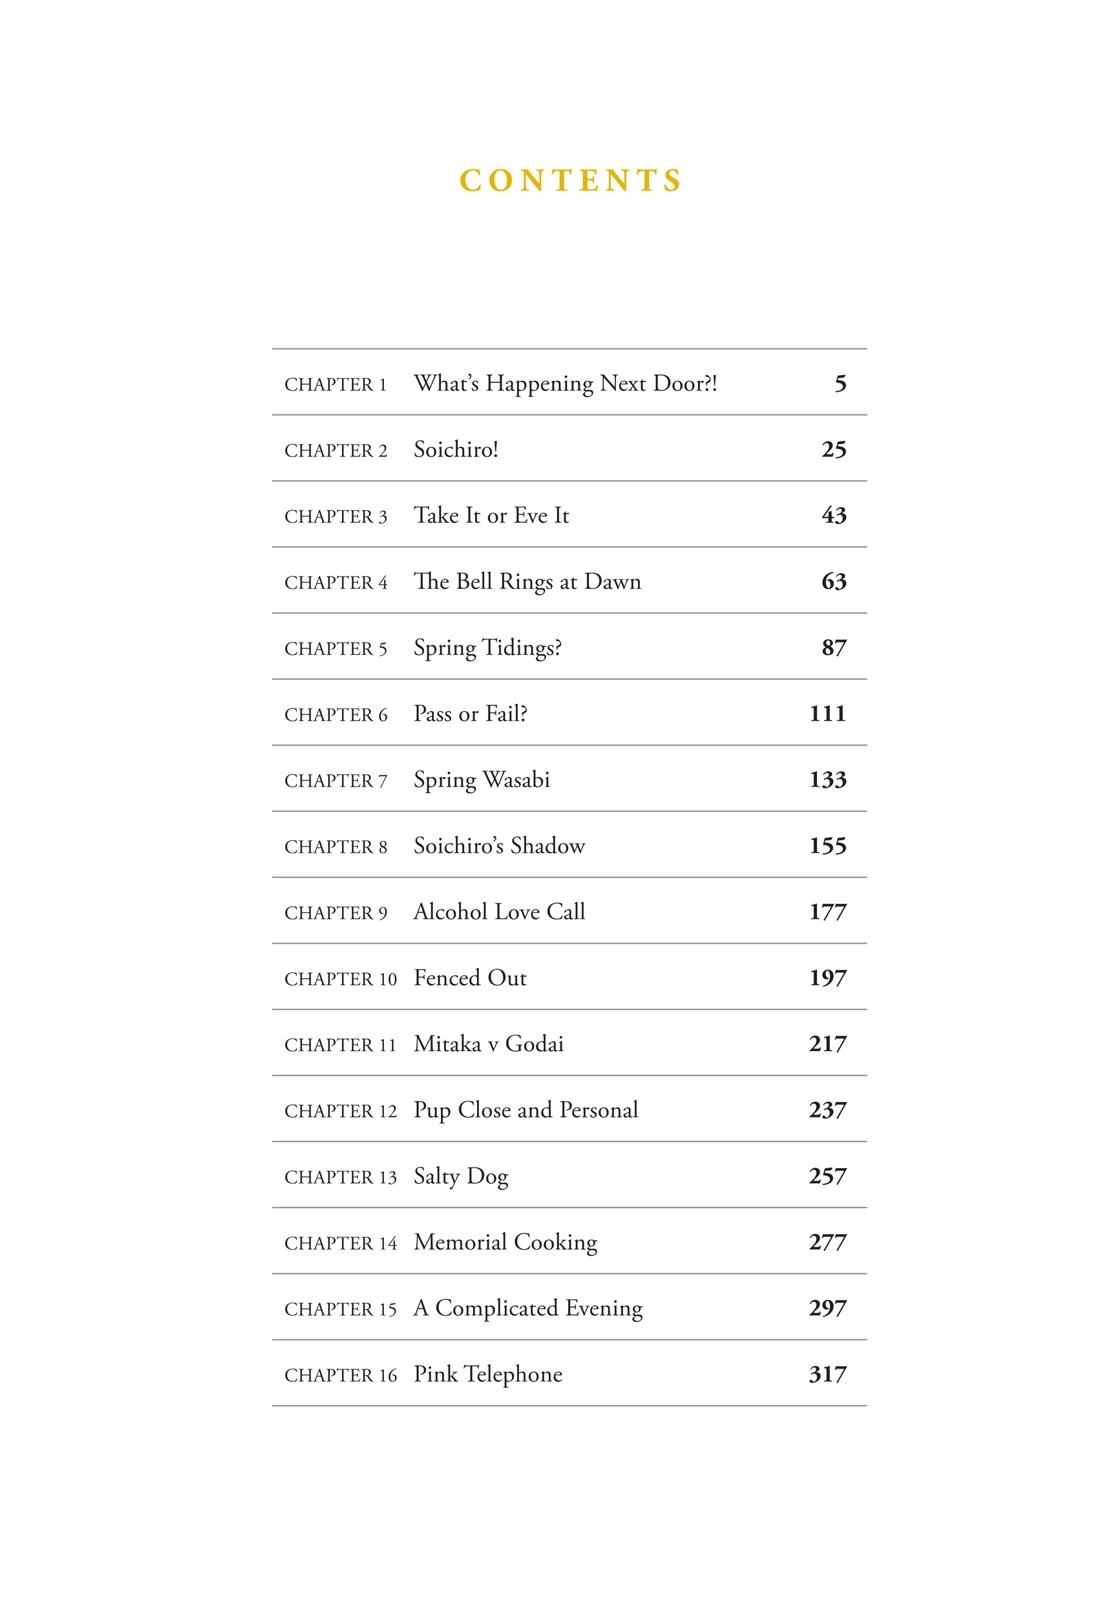 CONTENTS
CHAPTER 1 What’s Happening Next Door?! 5
CHAPTER 2 Soichiro! 25
CHAPTER 3 Take It or Eve It 43
CHAPTER 4 The Bell Rings at Dawn 63
CHAPTER 5 Spring Tidings? 87
CHAPTER 6 Pass or Fail? 111
CHAPTER 7 Spring Wasabi 133
CHAPTER 8 Soichiro’s Shadow 155
CHAPTER 9 Alcohol Love Call 177
CHAPTER 10 Fenced Out 197
CHAPTER 11 Mitaka v Godai 217
CHAPTER 12 Pup Close and Personal 237
CHAPTER 13 Salty Dog 257
CHAPTER 14 Memorial Cooking 277
CHAPTER 15 A Complicated Evening 297
CHAPTER 16 Pink Telephone 317